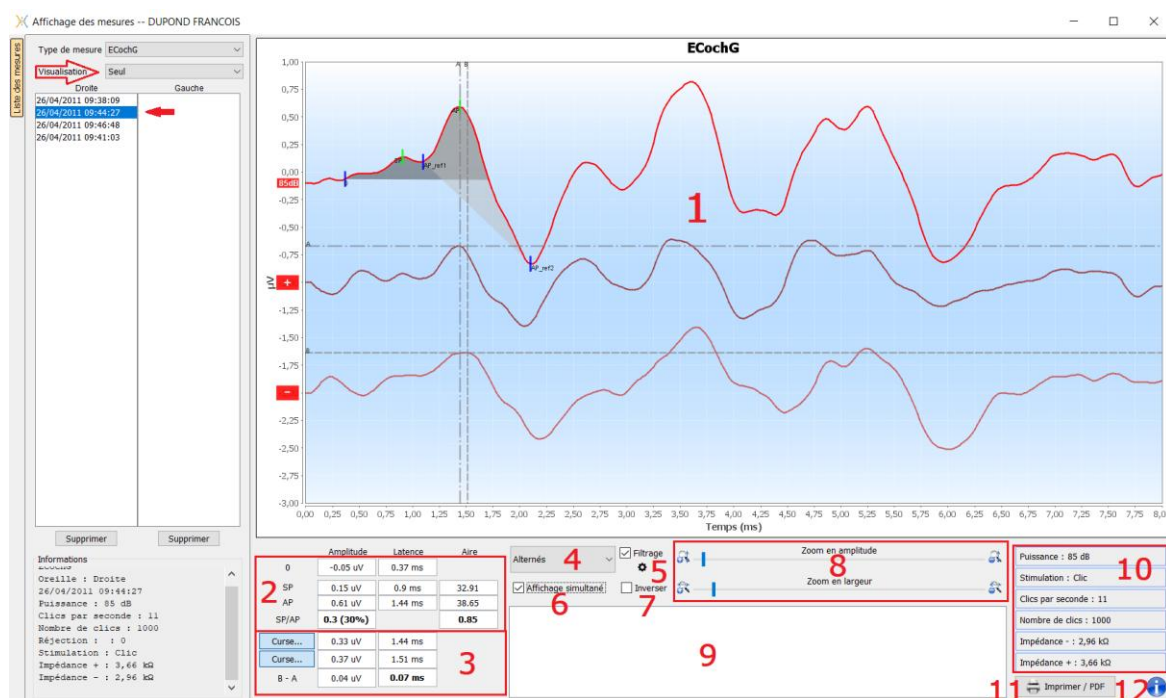 Affichage des mesures -- DUPOND FRANCOIS
Liste des mesures
Type de mesure ECochG
Visualisation Seul
Droite Gauche
26/04/2011 09:38:09
26/04/2011 09:44:27
26/04/2011 09:46:48
26/04/2011 09:41:03
Supprimer Supprimer
Informations
Oreille : Droite
26/04/2011 09:44:27
Puissance : 85 dB
Clics par seconde : 11
Nombre de clics : 1000
Réjection : : 0
Stimulation : Clic
Impédance + : 3,66 kΩ
Impédance - : 2,96 kΩ
ECochG
A B
1,00
0,75
0,50
0,25
0,00
85dB
-0,25
-0,50
-0,75
-1,00
-1,25
-1,50
-1,75
-2,00
-2,25
-2,50
-2,75
-3,00
µV
+
-
A
B
SP
AP
AP_ref1
AP_ref2
1
0,00 0,25 0,50 0,75 1,00 1,25 1,50 1,75 2,00 2,25 2,50 2,75 3,00 3,25 3,50 3,75 4,00 4,25 4,50 4,75 5,00 5,25 5,50 5,75 6,00 6,25 6,50 6,75 7,00 7,25 7,50 7,75 8,0
Temps (ms)
Amplitude Latence Aire
0 -0.05 uV 0.37 ms
SP 0.15 uV 0.9 ms 32.91
AP 0.61 uV 1.44 ms 38.65
SP/AP 0.3 (30%) 0.85
2
Curse... 0.33 uV 1.44 ms
Curse... 0.37 uV 1.51 ms
B - A 0.04 uV 0.07 ms
3
Alternés 4
Filtrage
5
Affichage simultané
6
Inverser
7
Zoom en amplitude
8
Zoom en largeur
9
Puissance : 85 dB
10
Stimulation : Clic
Clics par seconde : 11
Nombre de clics : 1000
Impédance - : 2,96 kΩ
Impédance + : 3,66 kΩ
11 Imprimer / PDF 12 i